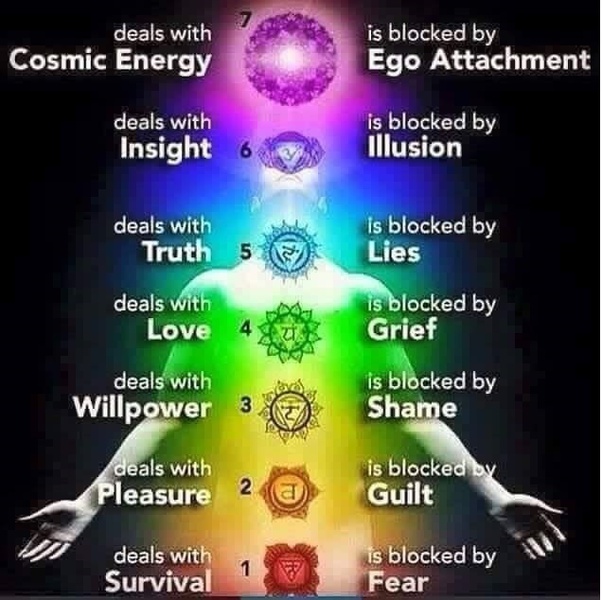 7
deals with
Cosmic Energy
is blocked by
Ego Attachment
deals with
Insight
6
is blocked by
Illusion
deals with
Truth
5
is blocked by
Lies
deals with
Love
4
यं
is blocked by
Grief
deals with
Willpower
3
is blocked by
Shame
deals with
Pleasure
2
व
is blocked by
Guilt
deals with
Survival
1
is blocked by
Fear